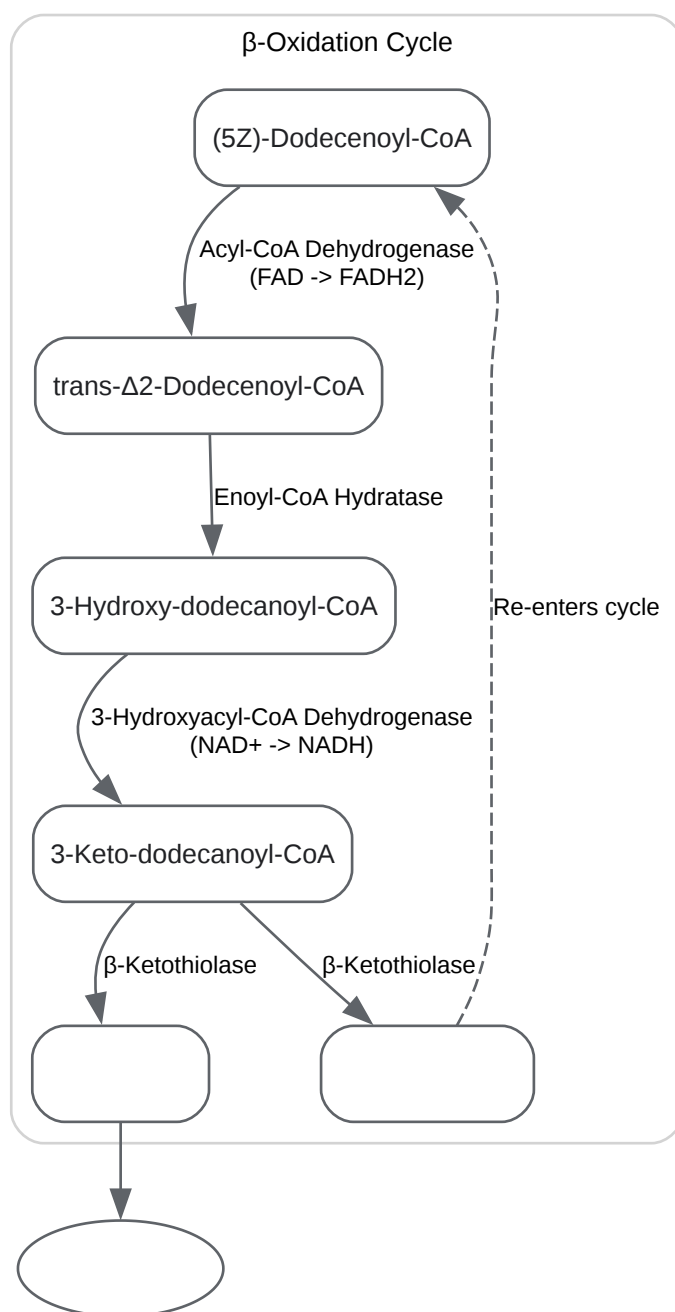 β-Oxidation Cycle
(5Z)-Dodecenoyl-CoA
Acyl-CoA Dehydrogenase
(FAD -> FADH2)
trans-Δ2-Dodecenoyl-CoA
Enoyl-CoA Hydratase
3-Hydroxy-dodecanoyl-CoA
Re-enters cycle
3-Hydroxyacyl-CoA Dehydrogenase
(NAD+ -> NADH)
3-Keto-dodecanoyl-CoA
β-Ketothiolase
β-Ketothiolase